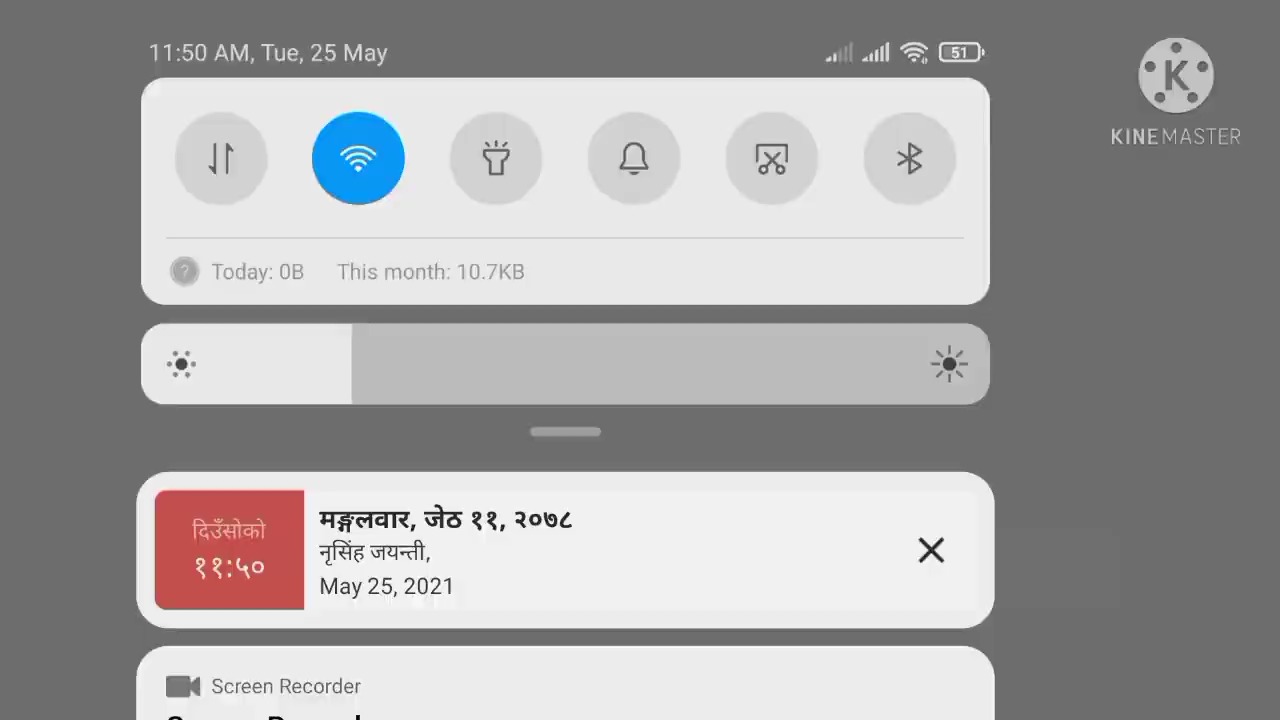 11:50 AM, Tue, 25 May
51
K
KINEMASTER
Today: 0B This month: 10.7KB
दिउँसोको
११:५०
मङ्गलवार, जेठ ११, २०७८
नृसिंह जयन्ती,
May 25, 2021
Screen Recorder